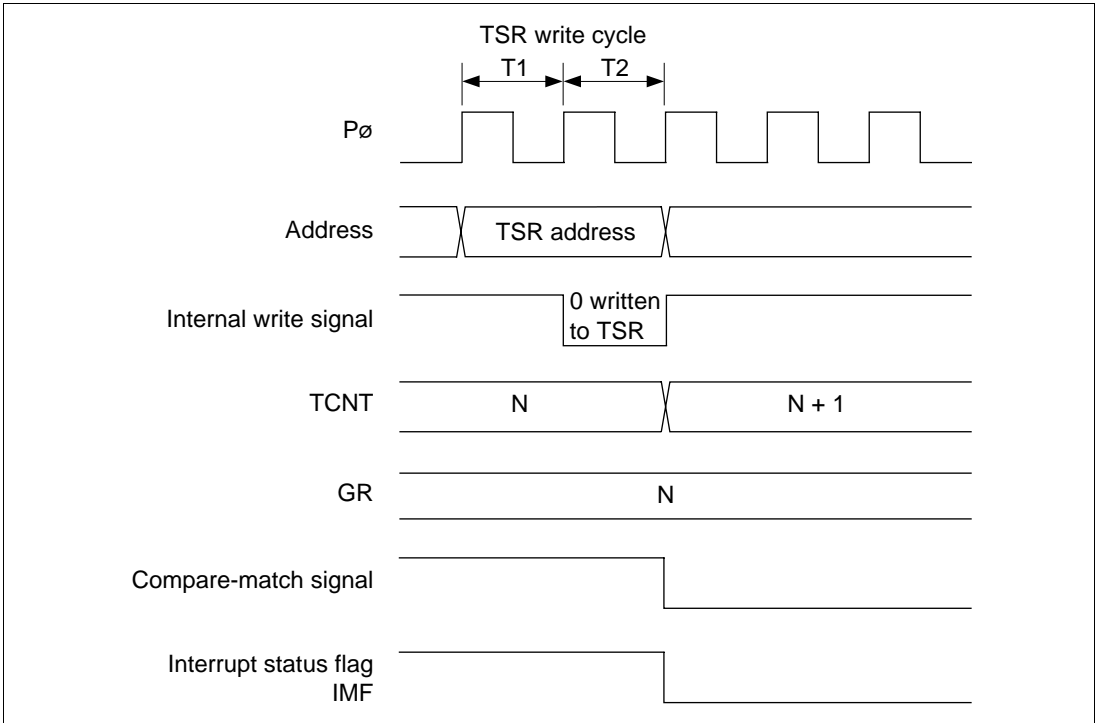 TSR write cycle
T1 T2
Pø
Address TSR address
Internal write signal 0 written
to TSR
TCNT N N + 1
GR N
Compare-match signal
Interrupt status flag
IMF